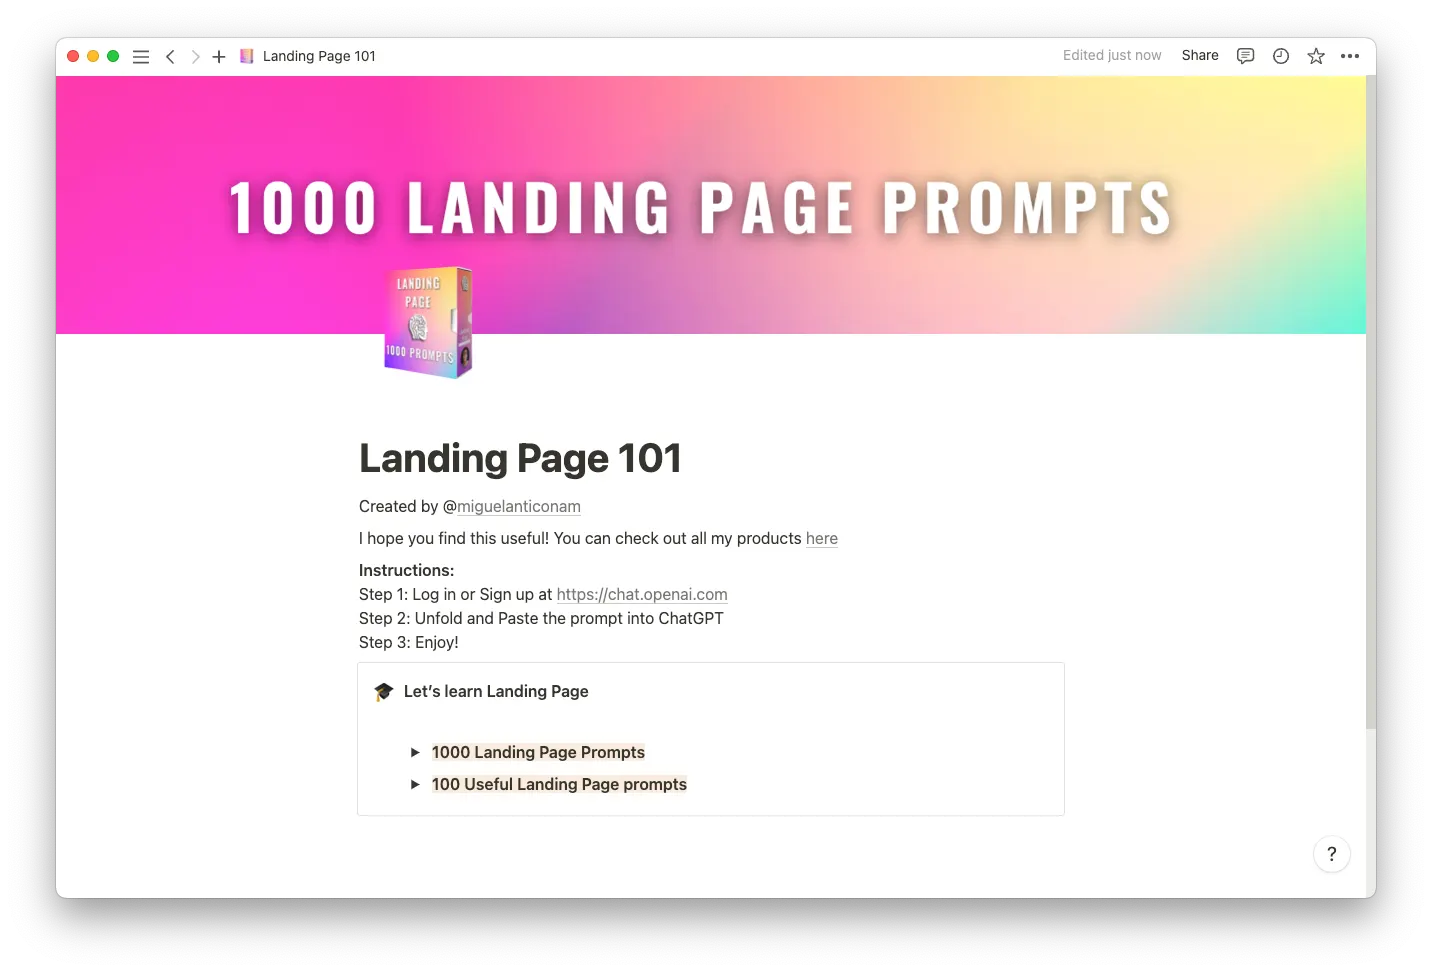 Landing Page 101
Edited just now
Share
1000 LANDING PAGE PROMPTS
LANDING
PAGE
1000 PROMPTS
Landing Page 101
Created by @miguelanticonam
I hope you find this useful! You can check out all my products here
Instructions:
Step 1: Log in or Sign up at https://chat.openai.com
Step 2: Unfold and Paste the prompt into ChatGPT
Step 3: Enjoy!
Let’s learn Landing Page
1000 Landing Page Prompts
100 Useful Landing Page prompts
?